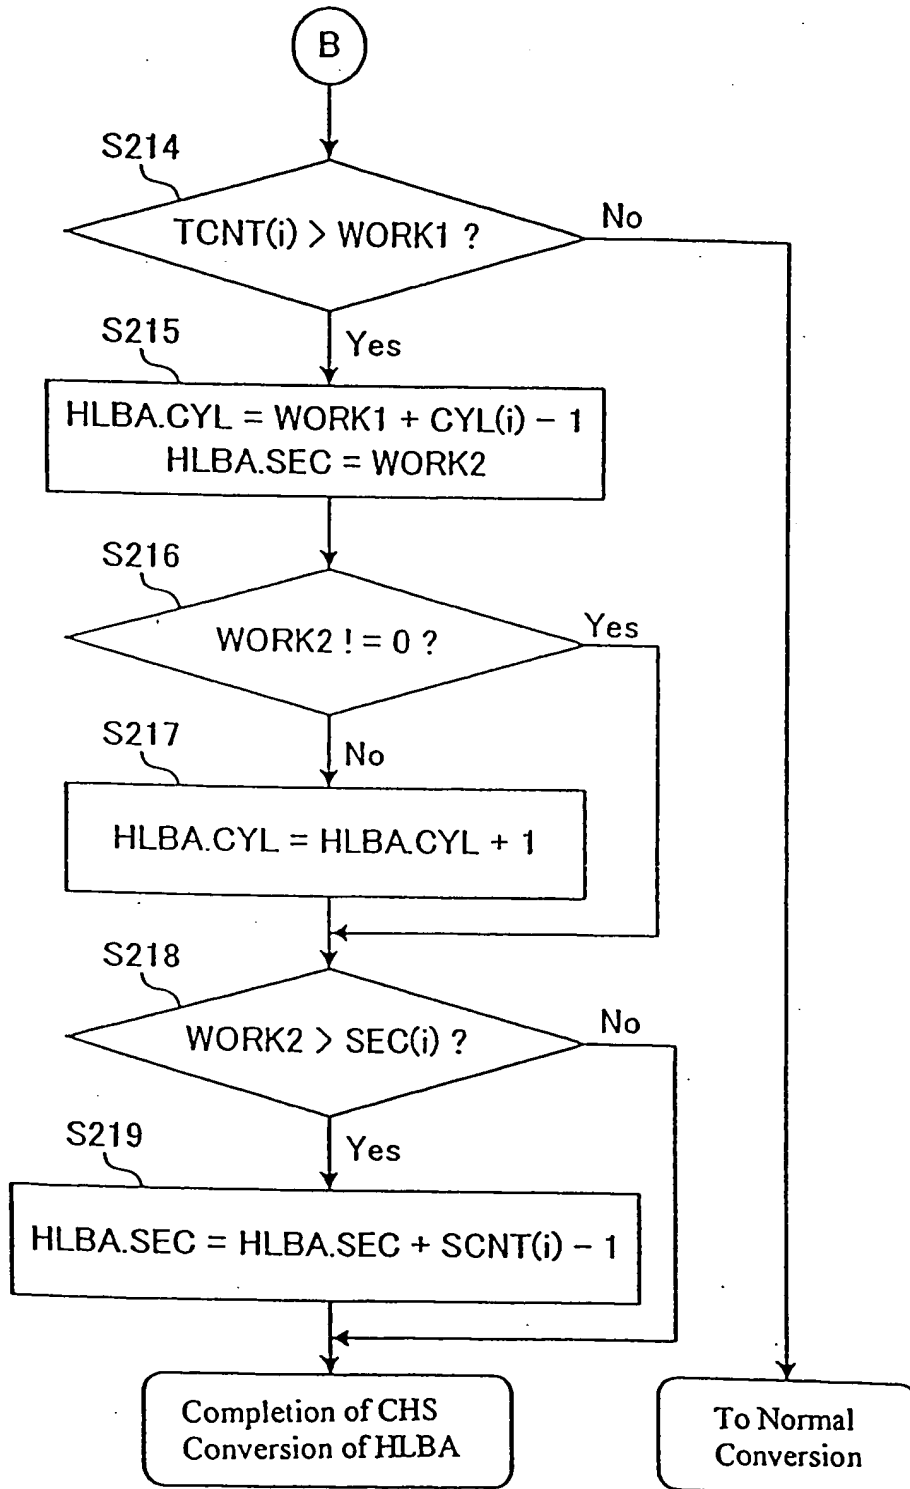 B
S214
TCNT(i) > WORK1 ?
No
Yes
S215
HLBA.CYL = WORK1 + CYL(i) − 1
HLBA.SEC = WORK2
S216
WORK2 ! = 0 ?
Yes
No
S217
HLBA.CYL = HLBA.CYL + 1
S218
WORK2 > SEC(i) ?
No
Yes
S219
HLBA.SEC = HLBA.SEC + SCNT(i) − 1
Completion of CHS
Conversion of HLBA
To Normal
Conversion